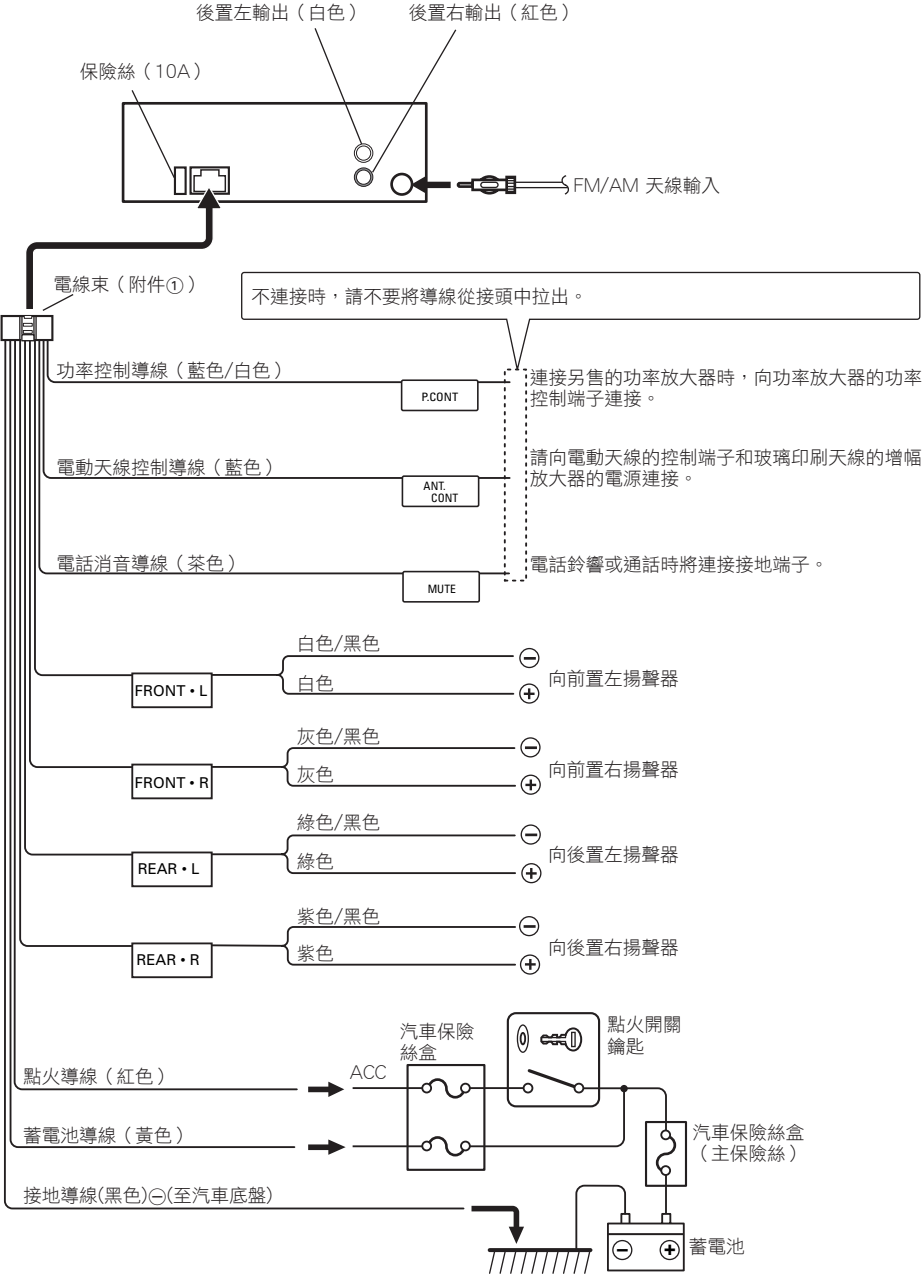 後置左輸出（白色）
後置右輸出（紅色）
保險絲（10A）
FM/AM 天線輸入
電線束（附件①）
不連接時，請不要將導線從接頭中拉出。
功率控制導線（藍色/白色）
P.CONT
連接另售的功率放大器時，向功率放大器的功率
控制端子連接。
電動天線控制導線（藍色）
ANT.
CONT
請向電動天線的控制端子和玻璃印刷天線的增幅
放大器的電源連接。
電話消音導線（茶色）
MUTE
電話鈴響或通話時將連接接地端子。
FRONT・L
白色/黑色
⊖
白色
⊕
向前置左揚聲器
FRONT・R
灰色/黑色
⊖
灰色
⊕
向前置右揚聲器
REAR・L
綠色/黑色
⊖
綠色
⊕
向後置左揚聲器
REAR・R
紫色/黑色
⊖
紫色
⊕
向後置右揚聲器
點火導線（紅色）
ACC
汽車保險
絲盒
點火開關
鑰匙
蓄電池導線（黃色）
汽車保險絲盒
（主保險絲）
接地導線(黑色)⊖(至汽車底盤)
⊖
⊕
蓄電池